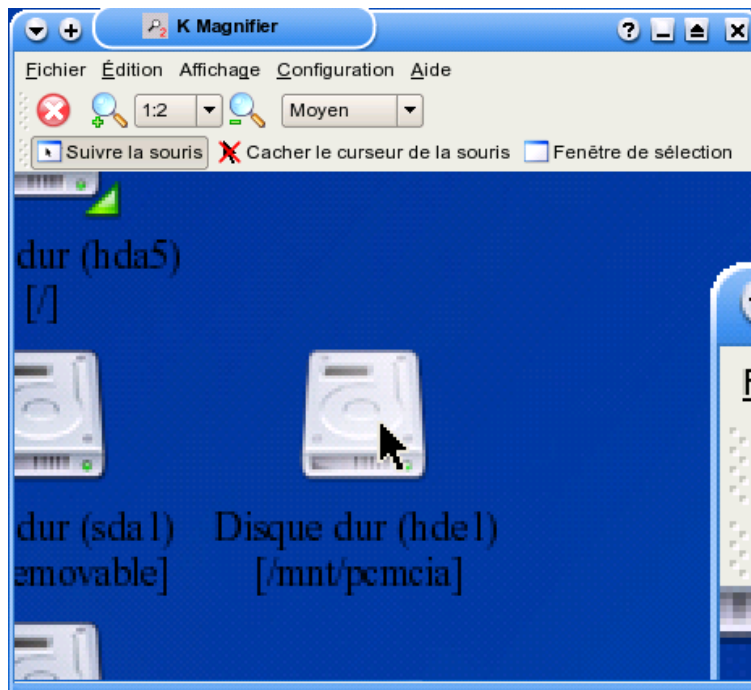 K Magnifier
Fichier Édition Affichage Configuration Aide
1:2 Moyen
Suivre la souris Cacher le curseur de la souris Fenêtre de sélection
dur (hda5)
[/]
dur (sda1)
emovable]
Disque dur (hde1)
[/mnt/pcmcia]
F